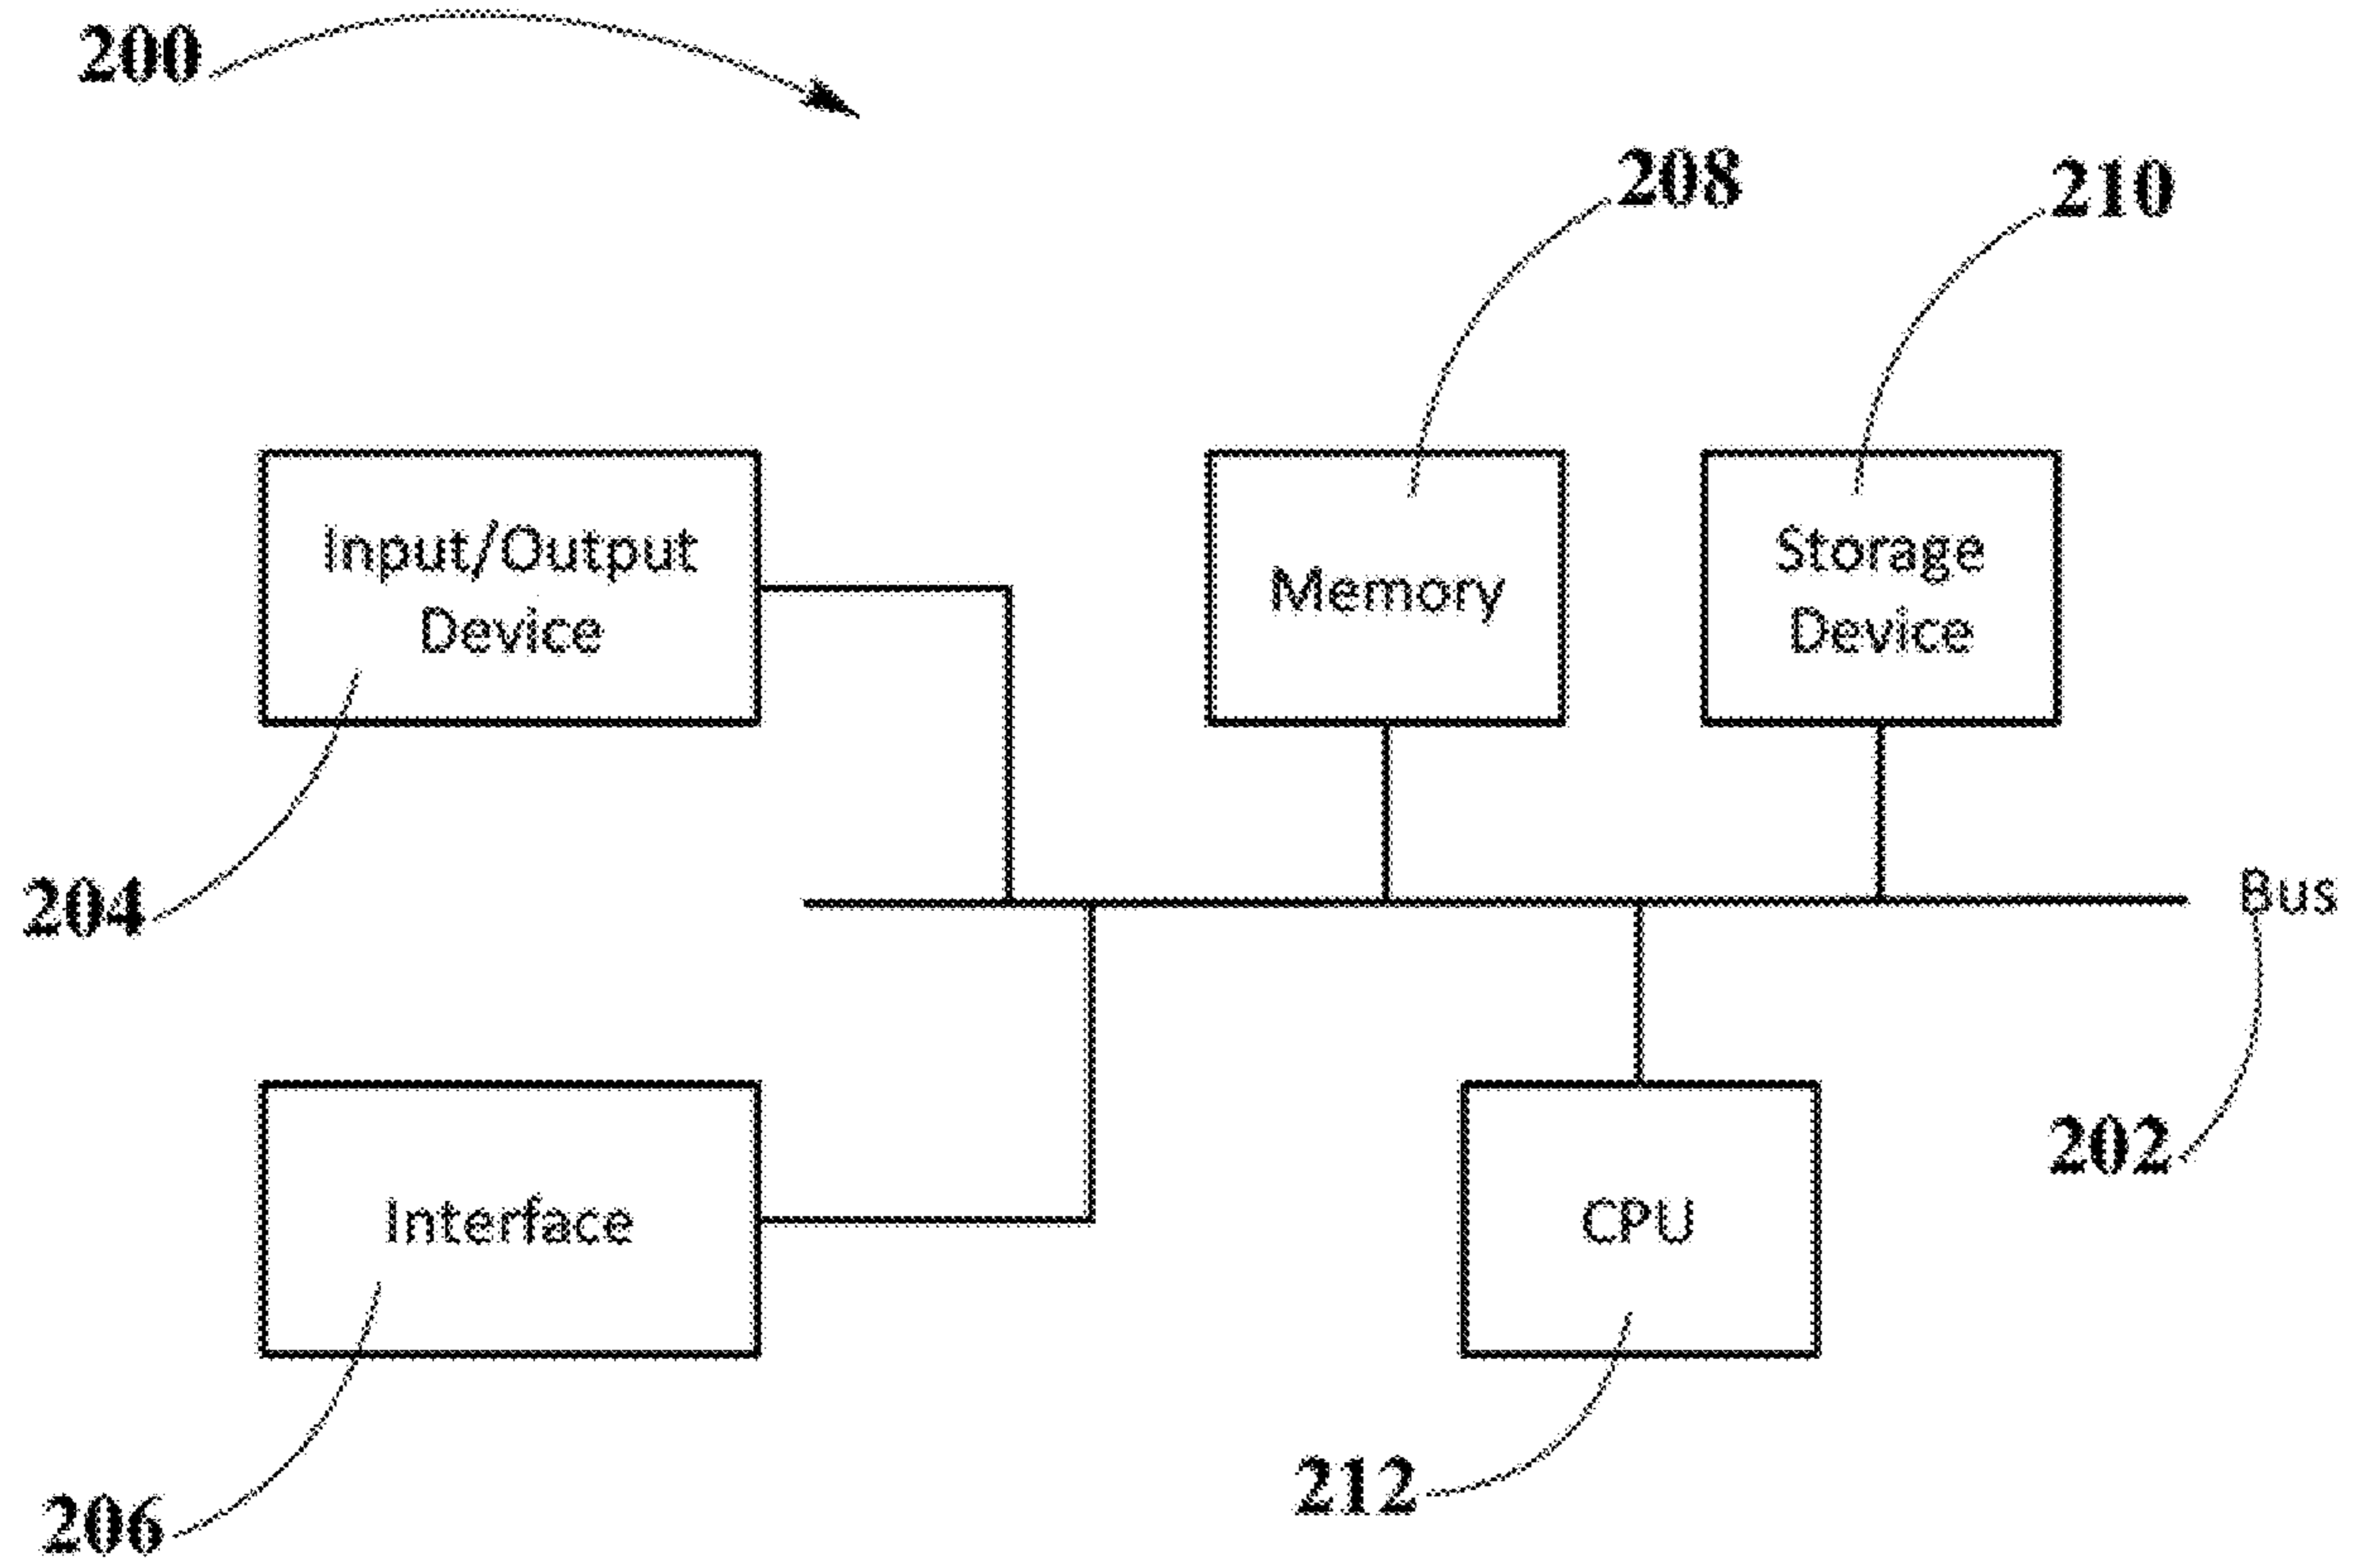 200
208
210
Input/Output
Device
Memory
Storage
Device
204
Bus
202
Interface
CPU
206
212